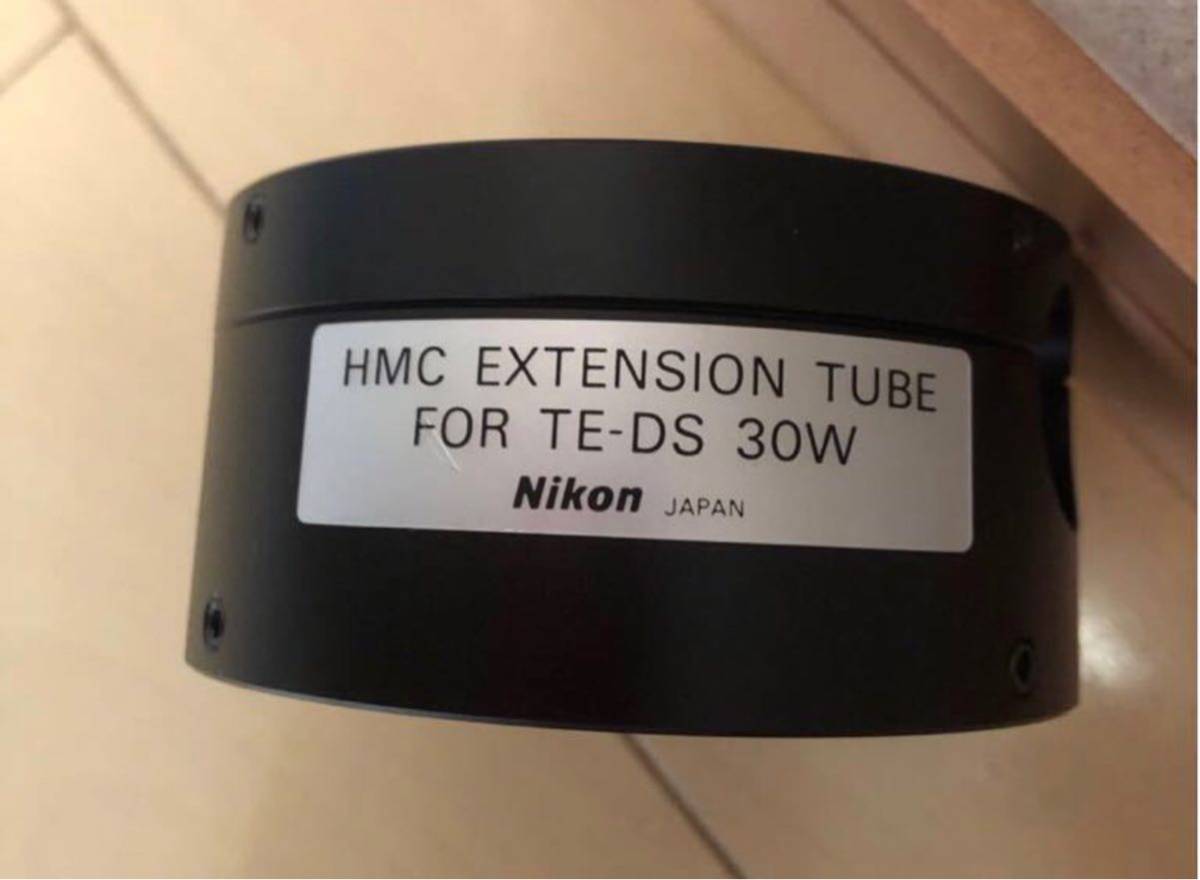 HMC EXTENSION TUBE
FOR TE-DS 30W
Nikon JAPAN